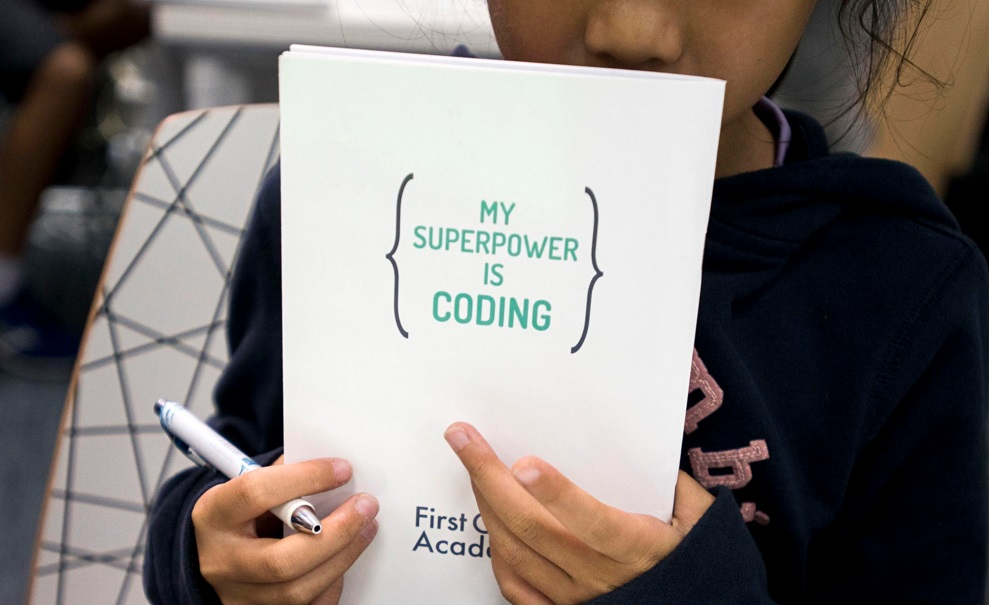 { MY
SUPERPOWER
IS
CODING }
First